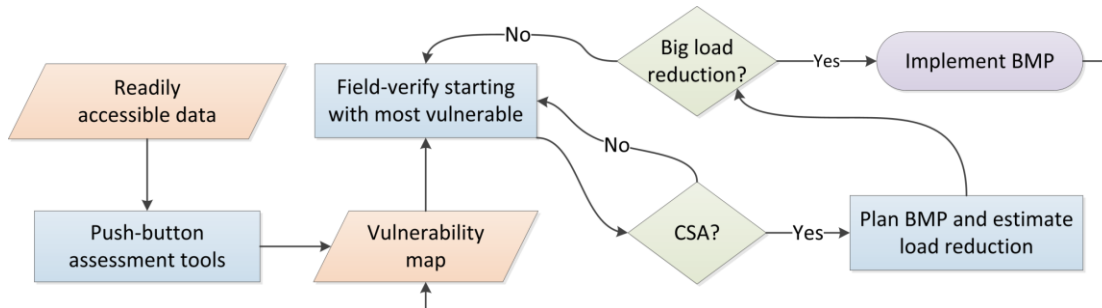 No
Big load
reduction?
Yes
Implement BMP
Readily
accessible data
Field-verify starting
with most vulnerable
No
Push-button
assessment tools
Vulnerability
map
CSA?
Yes
Plan BMP and estimate
load reduction